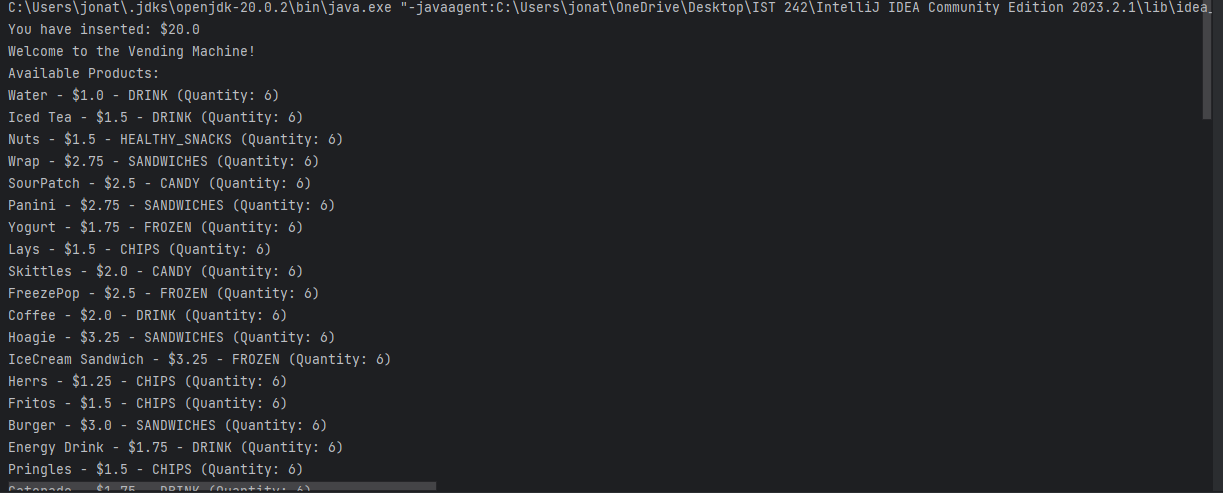 C:\Users\jonat\.jdks\openjdk-20.0.2\bin\java.exe "-javaagent:C:\Users\jonat\OneDrive\Desktop\IST 242\IntelliJ IDEA Community Edition 2023.2.1\lib\idea_
You have inserted: $20.0
Welcome to the Vending Machine!
Available Products:
Water - $1.0 - DRINK (Quantity: 6)
Iced Tea - $1.5 - DRINK (Quantity: 6)
Nuts - $1.5 - HEALTHY_SNACKS (Quantity: 6)
Wrap - $2.75 - SANDWICHES (Quantity: 6)
SourPatch - $2.5 - CANDY (Quantity: 6)
Panini - $2.75 - SANDWICHES (Quantity: 6)
Yogurt - $1.75 - FROZEN (Quantity: 6)
Lays - $1.5 - CHIPS (Quantity: 6)
Skittles - $2.0 - CANDY (Quantity: 6)
FreezePop - $2.5 - FROZEN (Quantity: 6)
Coffee - $2.0 - DRINK (Quantity: 6)
Hoagie - $3.25 - SANDWICHES (Quantity: 6)
IceCream Sandwich - $3.25 - FROZEN (Quantity: 6)
Herrs - $1.25 - CHIPS (Quantity: 6)
Fritos - $1.5 - CHIPS (Quantity: 6)
Burger - $3.0 - SANDWICHES (Quantity: 6)
Energy Drink - $1.75 - DRINK (Quantity: 6)
Pringles - $1.5 - CHIPS (Quantity: 6)
- $1.75 - DRINK (Quantity: 6)